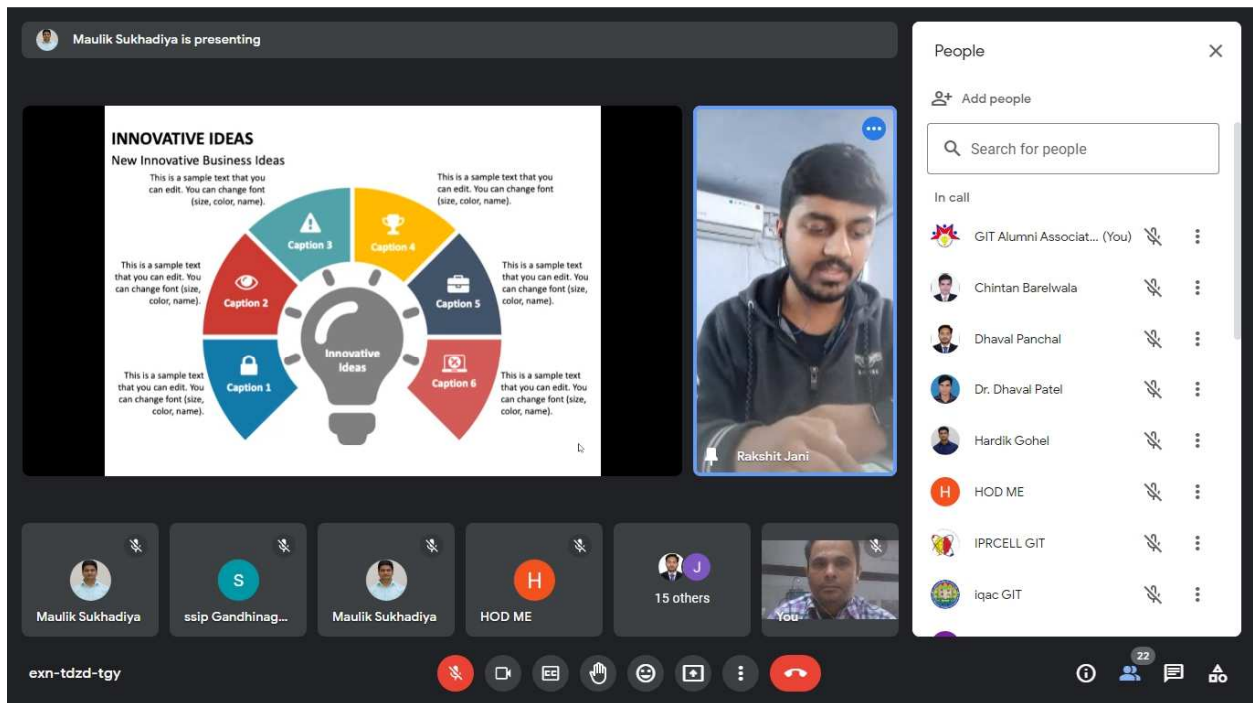 Maulik Sukhadiya is presenting
INNOVATIVE IDEAS
New Innovative Business Ideas
This is a sample text that you
can edit. You can change font
(size, color, name).
This is a sample text that you
can edit. You can change font
(size, color, name).
Caption 3
Caption 4
This is a sample text
that you can edit. You
can change font (size,
color, name).
Caption 2
Caption 5
This is a sample text
that you can edit. You
can change font (size,
color, name).
Innovative
Ideas
This is a sample text
that you can edit. You
can change font (size,
color, name).
Caption 1
Caption 6
This is a sample text
that you can edit. You
can change font (size,
color, name).
Rakshit Jani
Maulik Sukhadiya
S
ssip Gandhinag...
Maulik Sukhadiya
H
HOD ME
J
15 others
You
People
Add people
Search for people
In call
GIT Alumni Associat... (You)
Chintan Barelwala
Dhaval Panchal
Dr. Dhaval Patel
Hardik Gohel
H
HOD ME
IPRCELL GIT
iqac GIT
exn-tdzd-tgy
CC
22